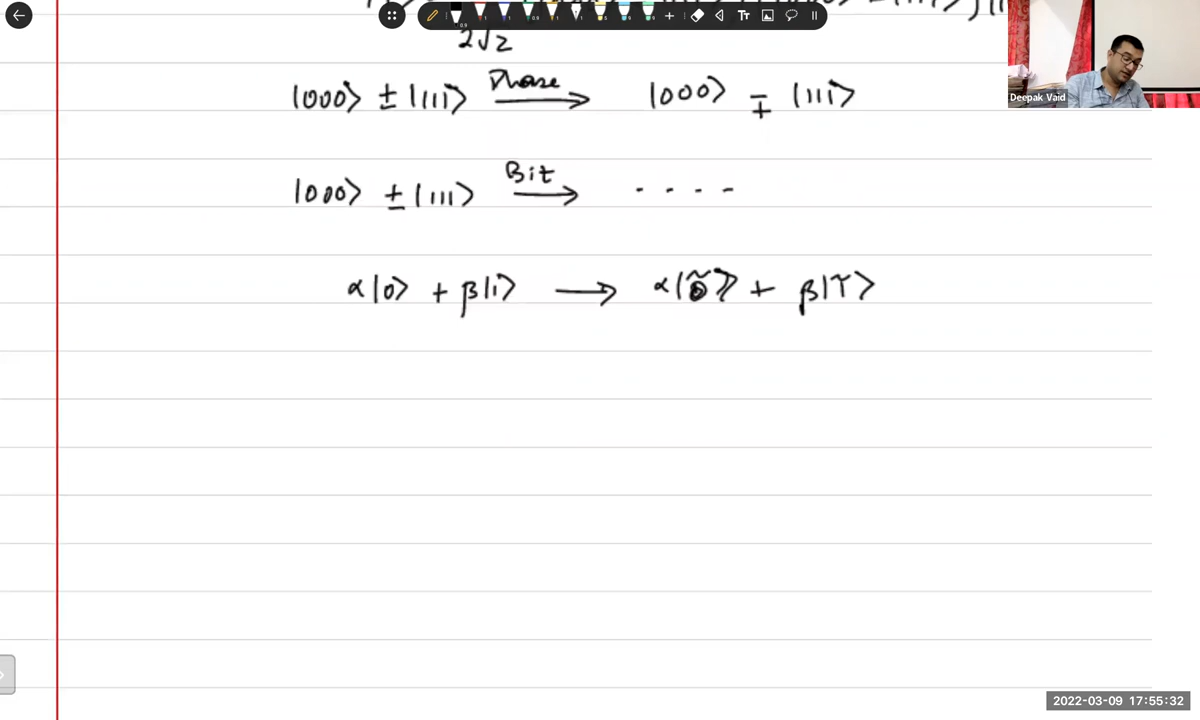 2√2
|000⟩ ± |111⟩ Phase → |000⟩ ∓ |111⟩
|000⟩ ± |111⟩ Bit → · · · -
α|0⟩ + β|1⟩ → α|0̃⟩ + β|1̃⟩
Tт
Deepak Vaid
2022-03-09 17:55:32